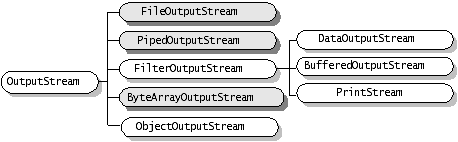 FileOutputStream
PipedOutputStream
DataOutputStream
FilterOutputStream
BufferedOutputStream
OutputStream
ByteArrayOutputStream
PrintStream
ObjectOutputStream